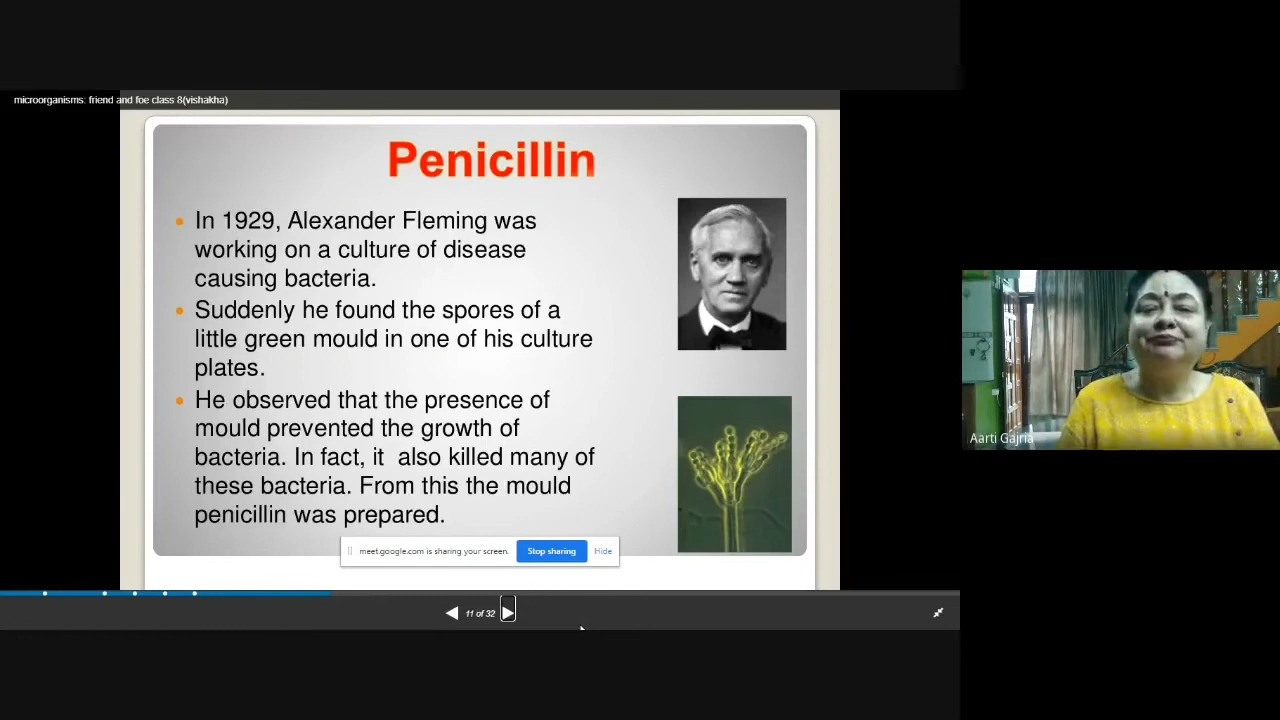 microorganisms: friend and foe class 8(vishakha)
Penicillin
In 1929, Alexander Fleming was
working on a culture of disease
causing bacteria.
Suddenly he found the spores of a
little green mould in one of his culture
plates.
He observed that the presence of
mould prevented the growth of
bacteria. In fact, it also killed many of
these bacteria. From this the mould
penicillin was prepared.
meet.google.com is sharing your screen. Stop sharing Hide
11 of 32
Aarti Gajria